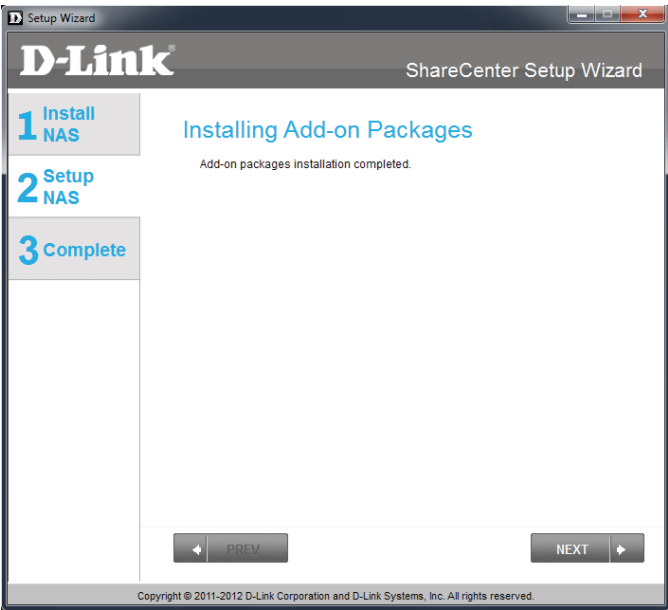 Setup Wizard
D-Link®
ShareCenter Setup Wizard
1 Install
NAS
2 Setup
NAS
3 Complete
Installing Add-on Packages
Add-on packages installation completed.
PREV
NEXT
Copyright © 2011-2012 D-Link Corporation and D-Link Systems, Inc. All rights reserved.